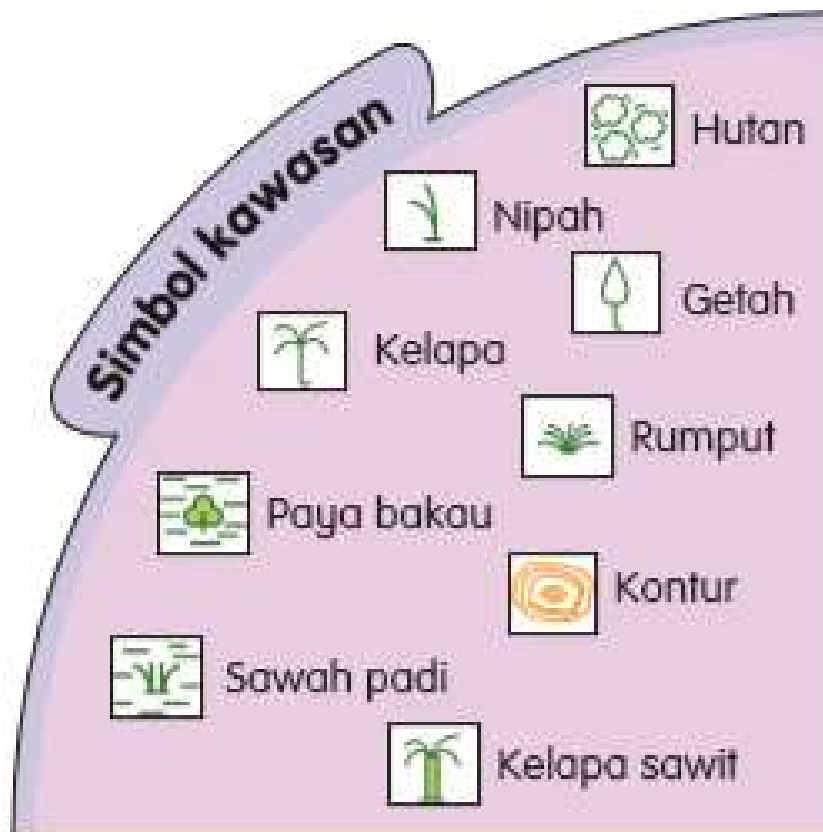 Simbol kawasan
Hutan
Nipah
Getah
Kelapa
Rumput
Paya bakau
Kontur
Sawah padi
Kelapa sawit